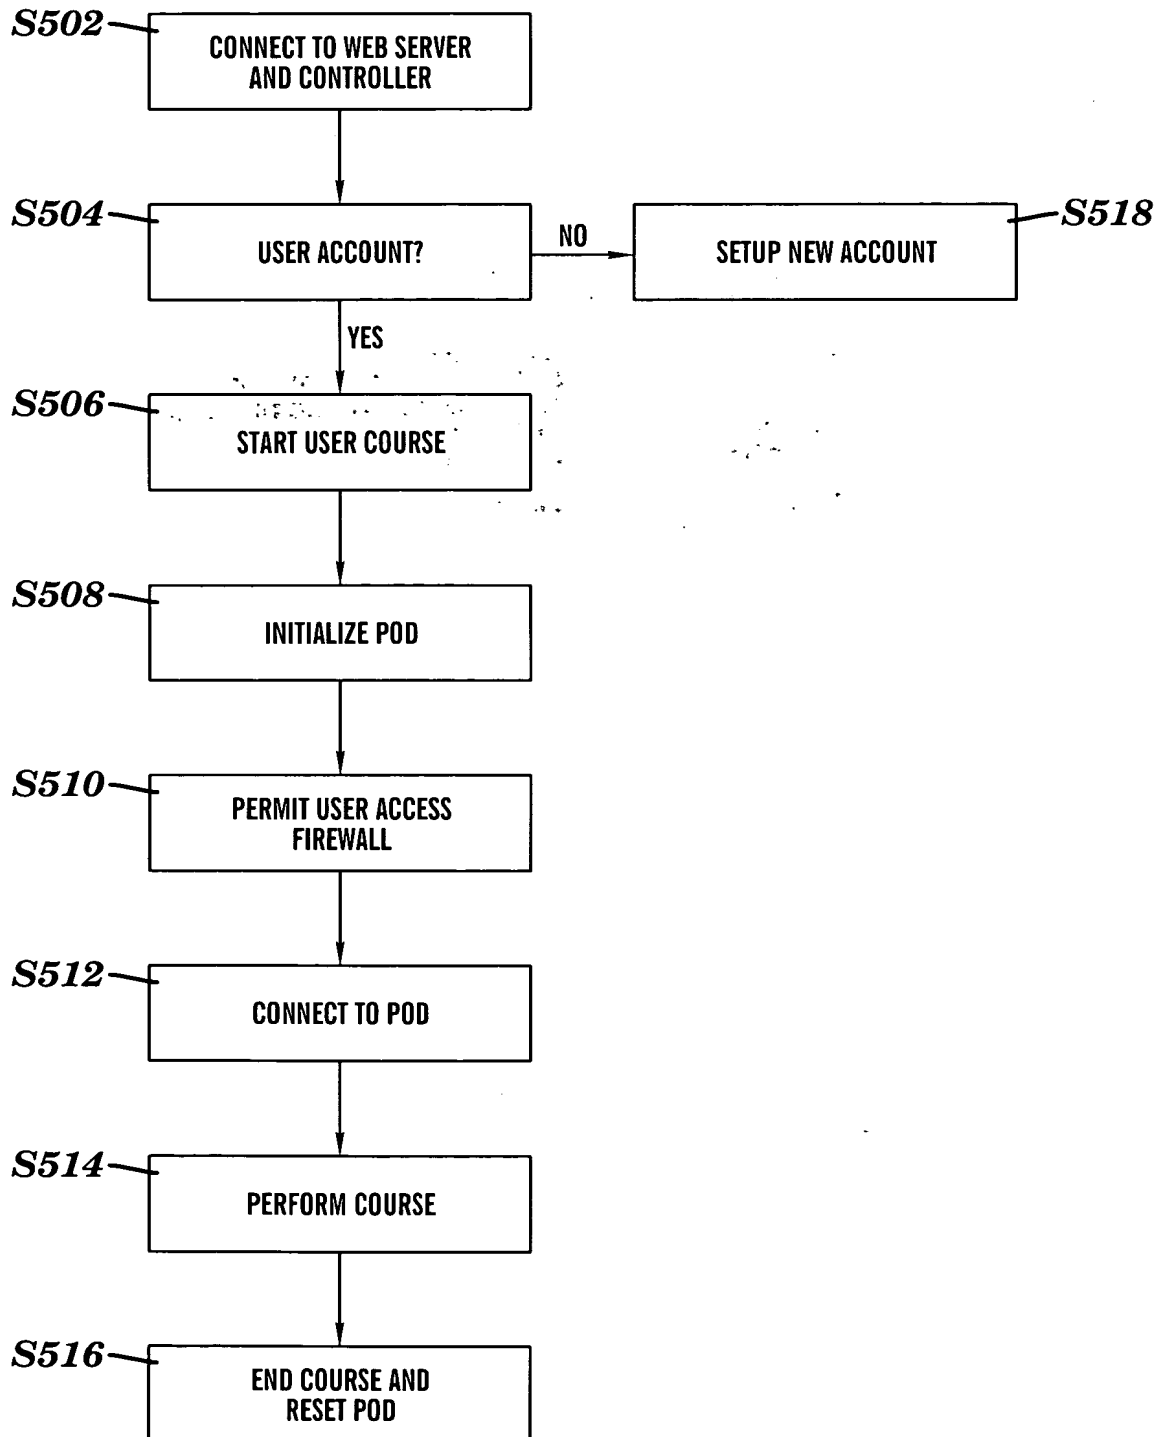 S502
CONNECT TO WEB SERVER
AND CONTROLLER
S504
USER ACCOUNT?
NO
SETUP NEW ACCOUNT
S518
YES
S506
START USER COURSE
S508
INITIALIZE POD
S510
PERMIT USER ACCESS
FIREWALL
S512
CONNECT TO POD
S514
PERFORM COURSE
S516
END COURSE AND
RESET POD